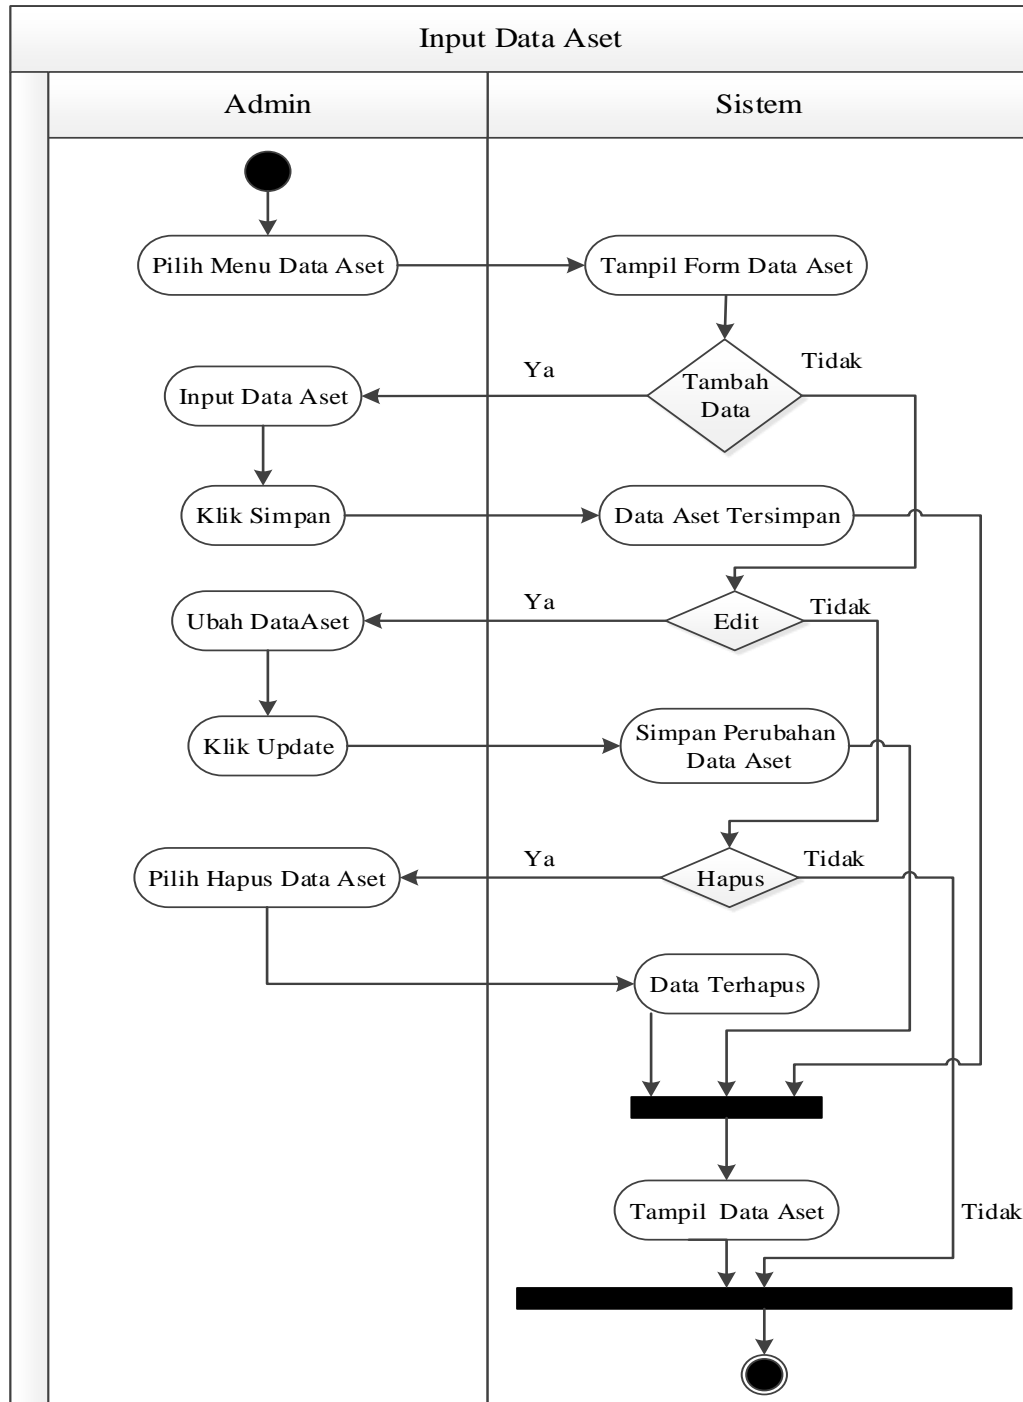 Input Data Aset
Admin
Sistem
Pilih Menu Data Aset
Tampil Form Data Aset
Ya
Tidak
Input Data Aset
Tambah
Data
Klik Simpan
Data Aset Tersimpan
Ya
Tidak
Ubah DataAset
Edit
Klik Update
Simpan Perubahan
Data Aset
Ya
Tidak
Pilih Hapus Data Aset
Hapus
Data Terhapus
Tampil Data Aset
Tidak